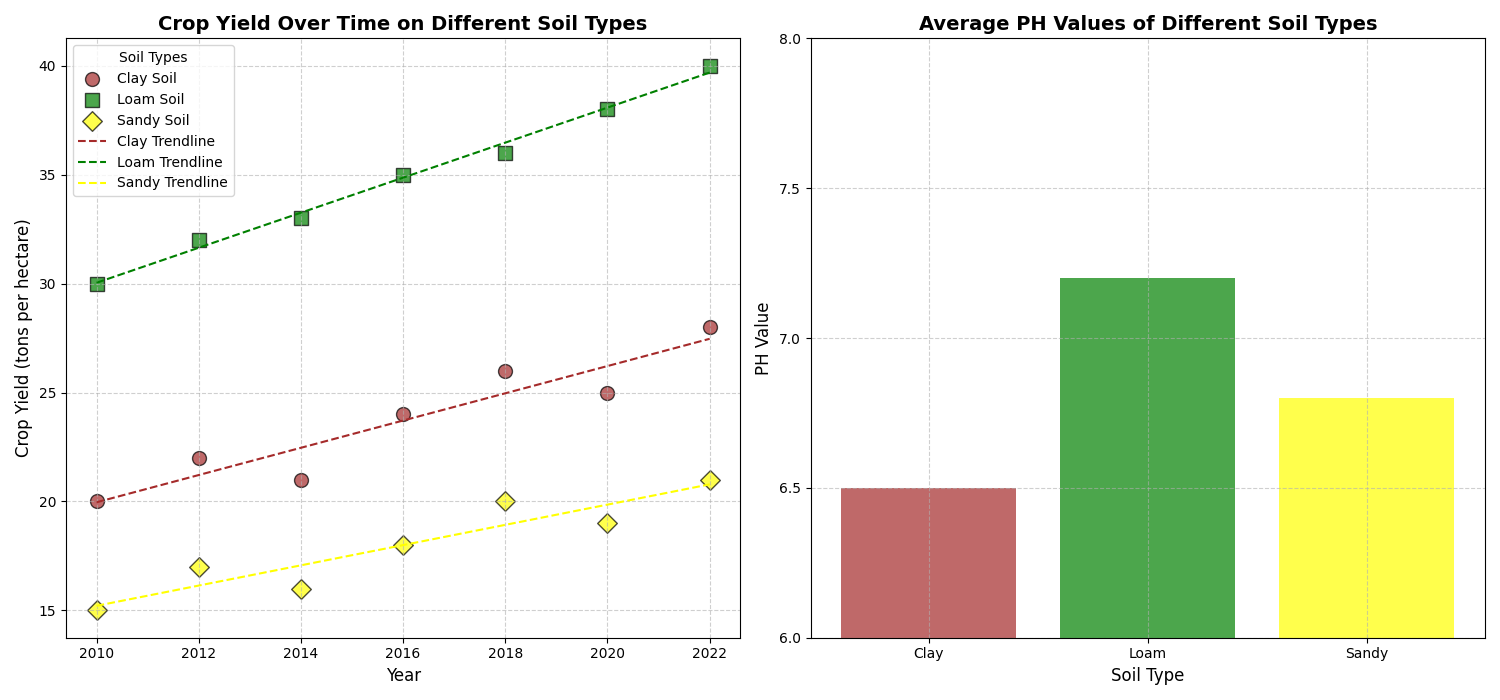 Crop Yield Over Time on Different Soil Types
Soil Types
Clay Soil
Loam Soil
Sandy Soil
Clay Trendline
Loam Trendline
Sandy Trendline
Crop Yield (tons per hectare)
40
35
30
25
20
15
2010 2012 2014 2016 2018 2020 2022
Year
Average PH Values of Different Soil Types
PH Value
8.0
7.5
7.0
6.5
6.0
Clay Loam Sandy
Soil Type